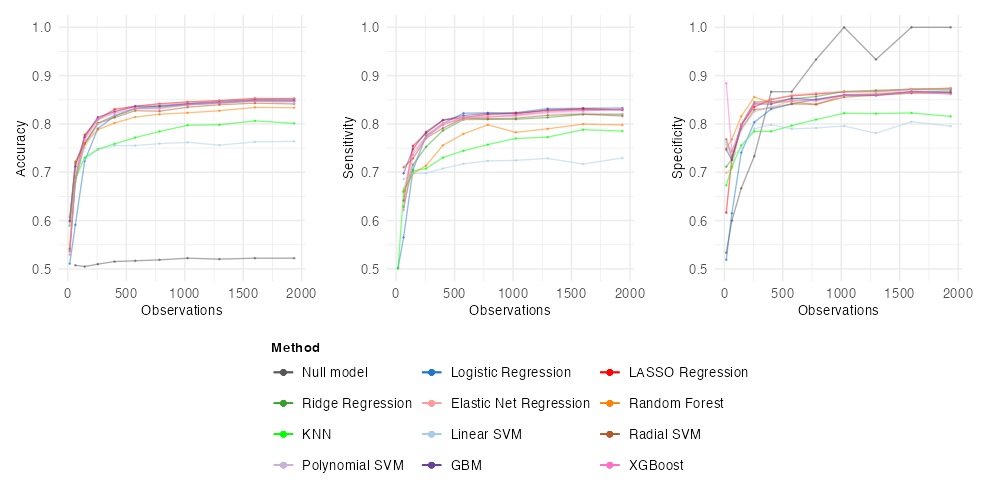 1.0
0.9
0.8
0.7
0.6
0.5
Accuracy
0 500 1000 1500 2000
Observations
1.0
0.9
0.8
0.7
0.6
0.5
Sensitivity
0 500 1000 1500 2000
Observations
1.0
0.9
0.8
0.7
0.6
0.5
Specificity
0 500 1000 1500 2000
Observations
Method
Null model Logistic Regression LASSO Regression
Ridge Regression Elastic Net Regression Random Forest
KNN Linear SVM Radial SVM
Polynomial SVM GBM XGBoost